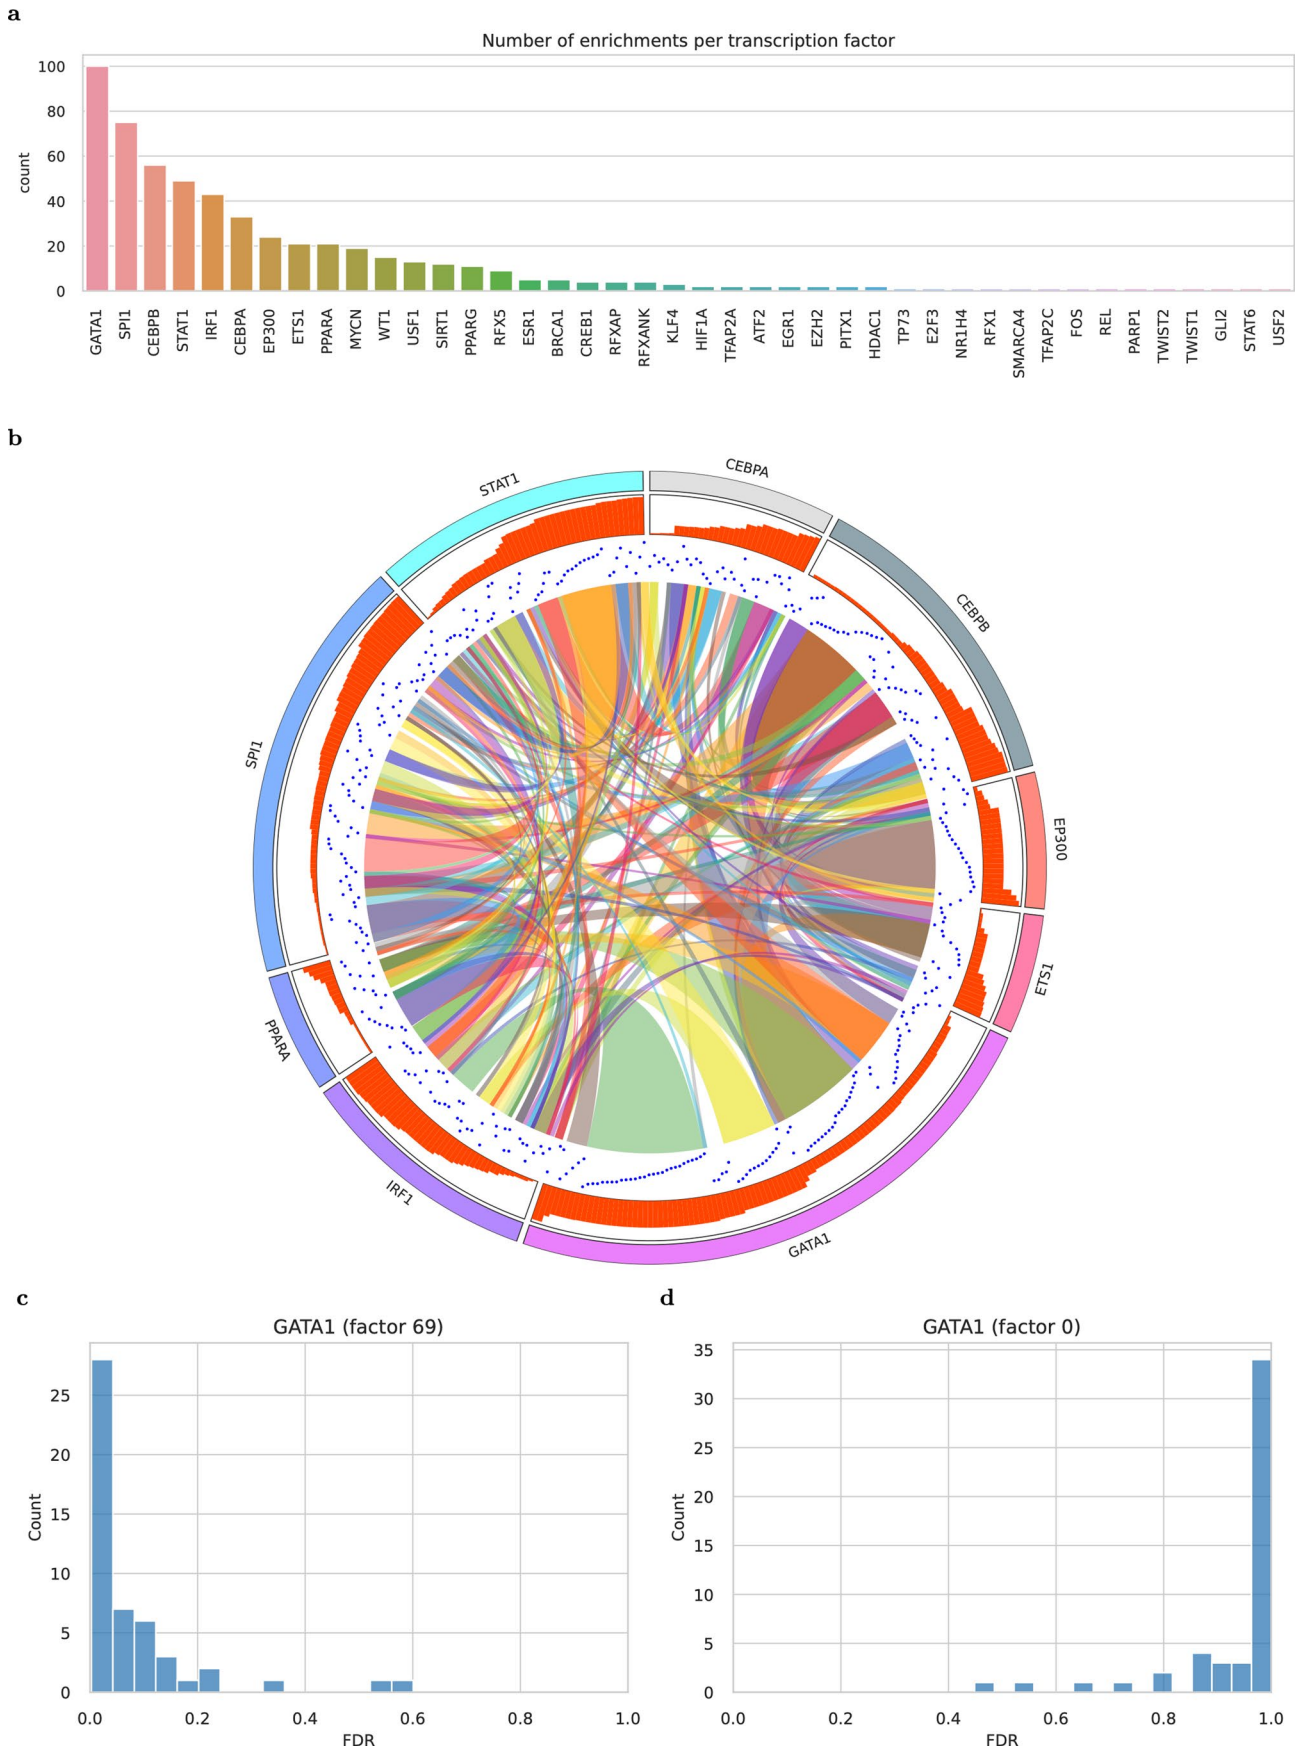 a
Number of enrichments per transcription factor
100
80
60
40
20
0
count
GATA1
SPI1
CEBPB
STAT1
IRF1
CEBPA
EP300
ETS1
PPARA
MYCN
WT1
USF1
SIRT1
PPARG
RFX5
ESR1
BRCA1
CREB1
RFXAP
RFXANK
KLF4
HIF1A
TFAP2A
ATF2
EGR1
EZH2
PITX1
HDAC1
TP73
E2F3
NR1H4
RFX1
SMARCA4
TFAP2C
FOS
REL
PARP1
TWIST2
TWIST1
GLI2
STAT6
USF2
b
STAT1
CEBPA
CEBPB
EP300
ETS1
GATA1
IRF1
PPARA
SPI1
c
GATA1 (factor 69)
25
20
15
10
5
0
Count
0.0 0.2 0.4 0.6 0.8 1.0
FDR
d
GATA1 (factor 0)
35
30
25
20
15
10
5
0
Count
0.0 0.2 0.4 0.6 0.8 1.0
FDR